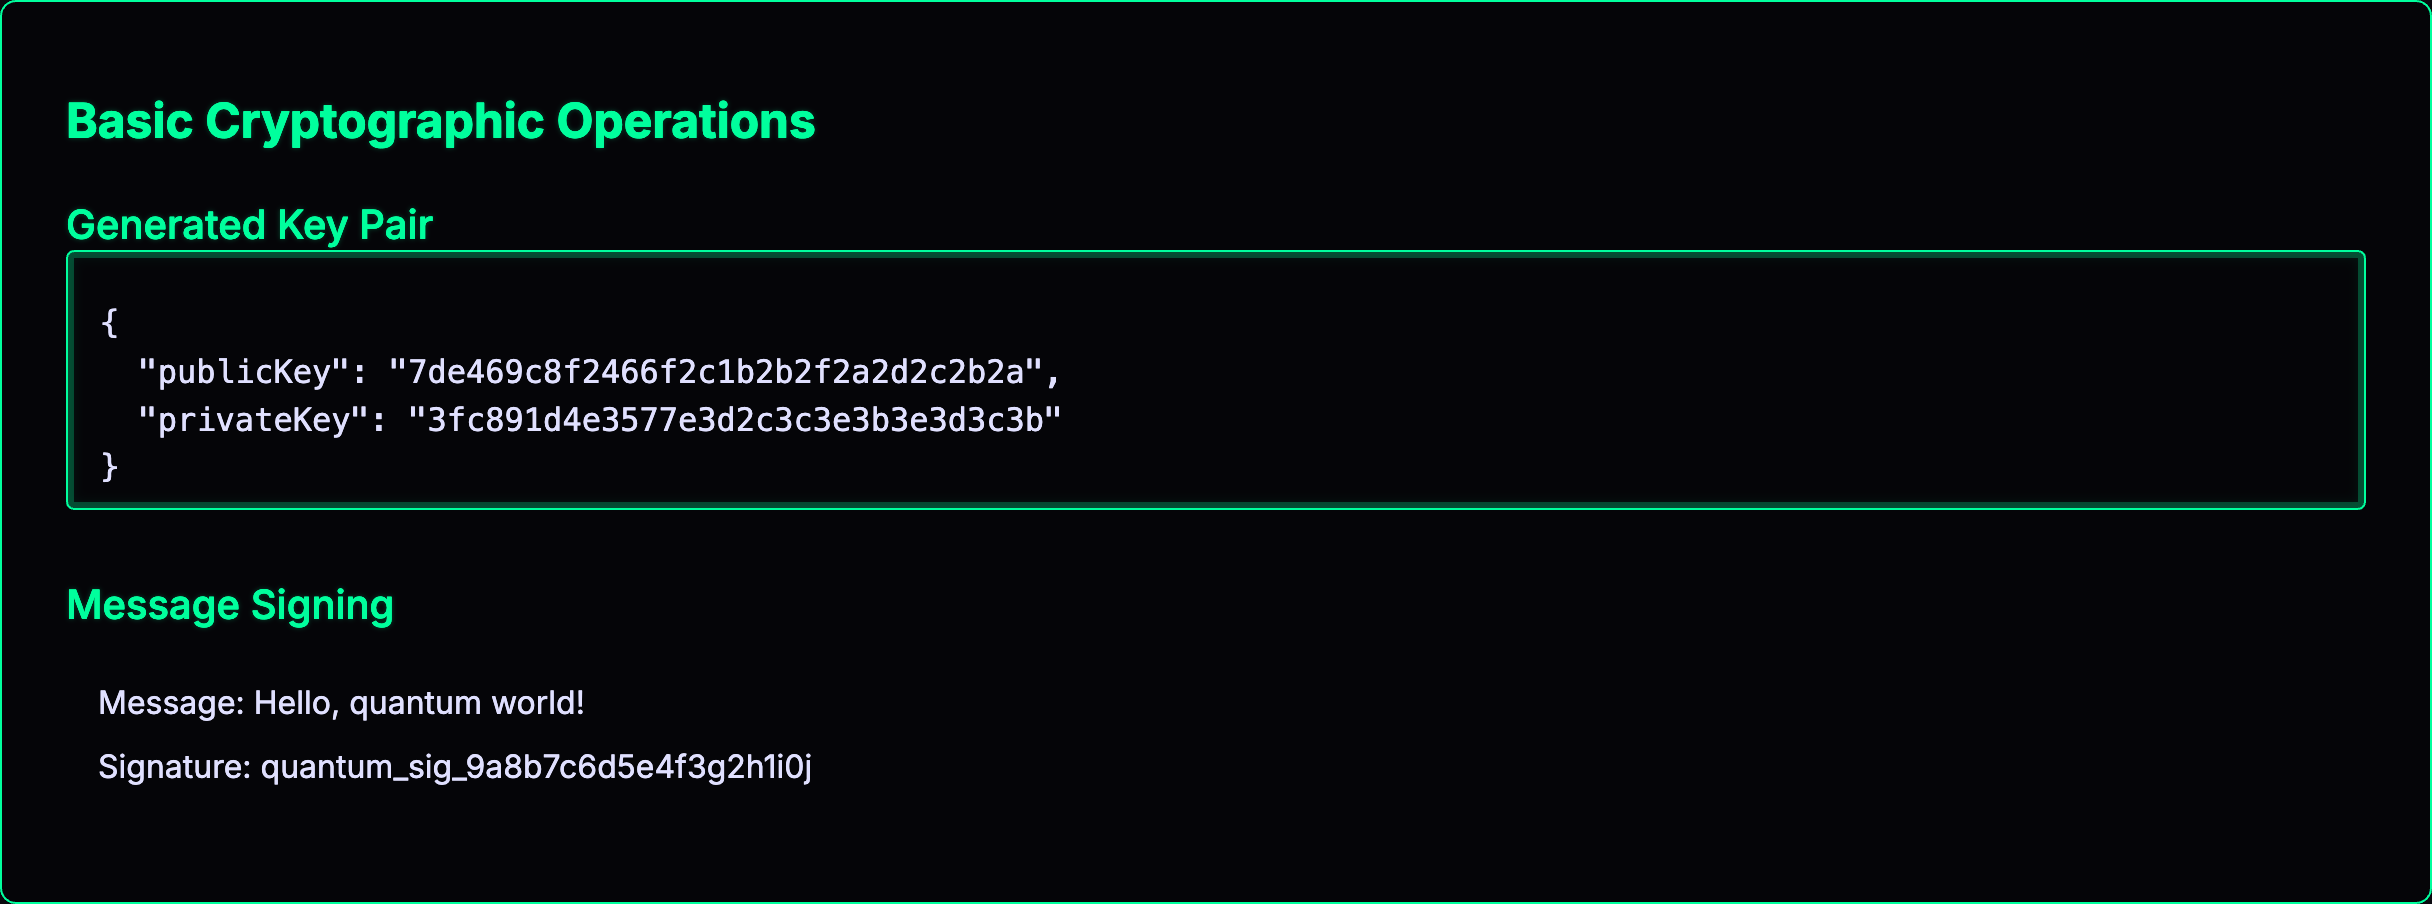 Basic Cryptographic Operations
Generated Key Pair
{
"publicKey": "7de469c8f2466f2c1b2b2f2a2d2c2b2a",
"privateKey": "3fc891d4e3577e3d2c3c3e3b3e3d3c3b"
}
Message Signing
Message: Hello, quantum world!
Signature: quantum_sig_9a8b7c6d5e4f3g2h1i0j